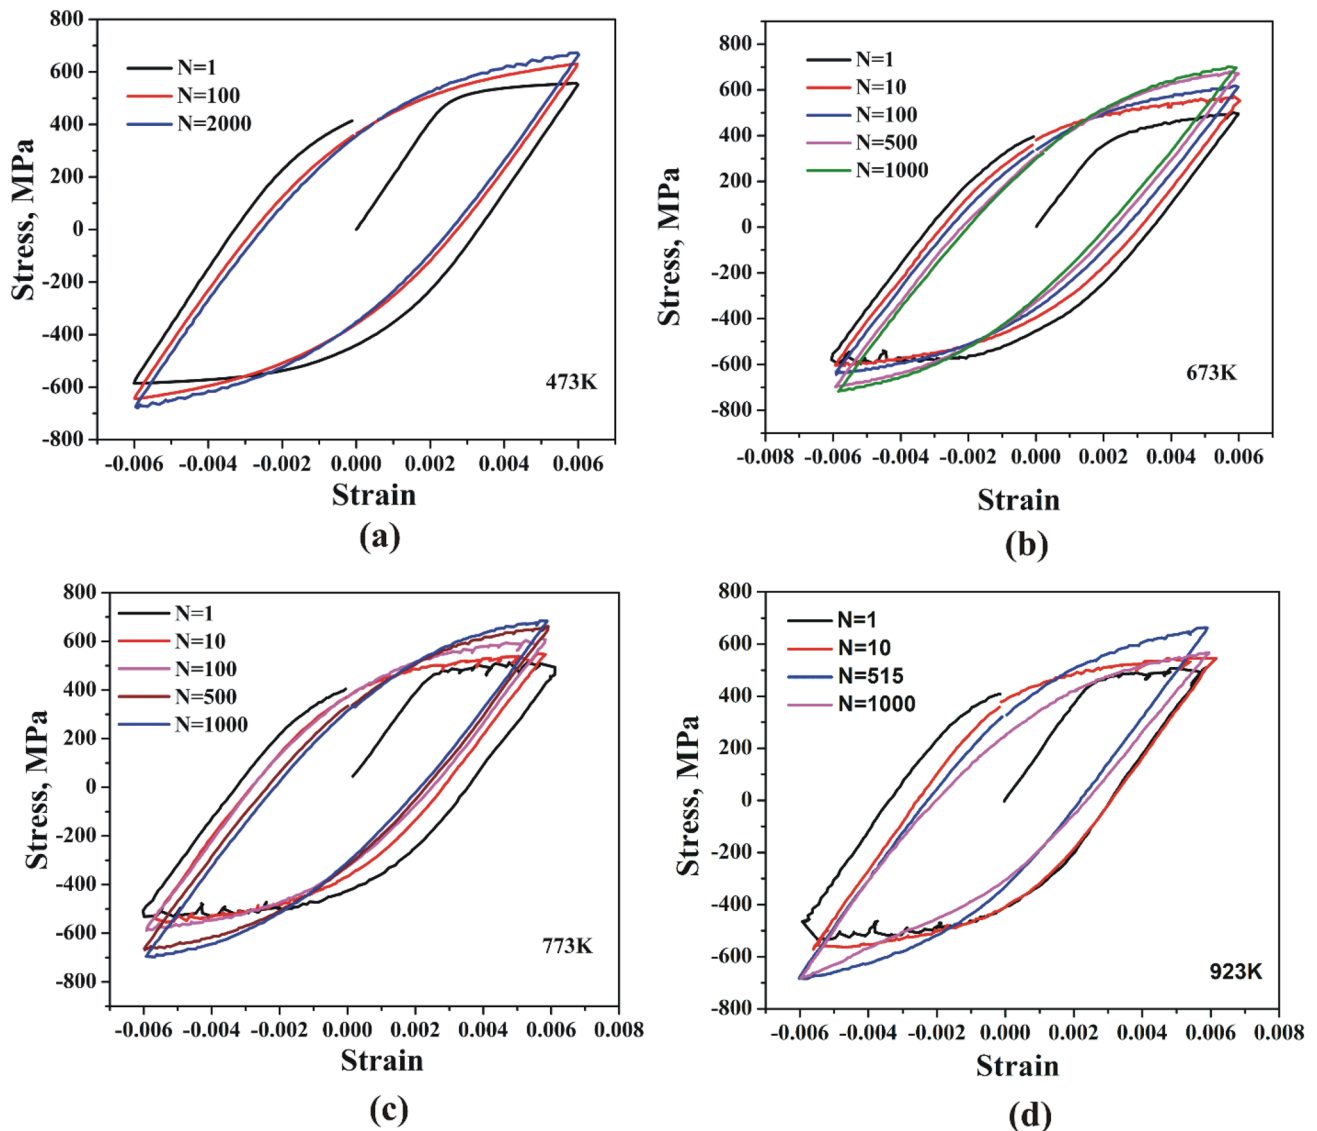 800
600
400
200
0
-200
-400
-600
-800
Stress, MPa
N=1
N=100
N=2000
473K
-0.006 -0.004 -0.002 0.000 0.002 0.004 0.006
Strain
(a)
800
600
400
200
0
-200
-400
-600
-800
Stress, MPa
N=1
N=10
N=100
N=500
N=1000
673K
-0.008 -0.006 -0.004 -0.002 0.000 0.002 0.004 0.006
Strain
(b)
800
600
400
200
0
-200
-400
-600
-800
Stress, MPa
N=1
N=10
N=100
N=500
N=1000
773K
-0.006 -0.004 -0.002 0.000 0.002 0.004 0.006 0.008
Strain
(c)
800
600
400
200
0
-200
-400
-600
-800
Stress, MPa
N=1
N=10
N=515
N=1000
923K
-0.006 -0.004 -0.002 0.000 0.002 0.004 0.006 0.008
Strain
(d)